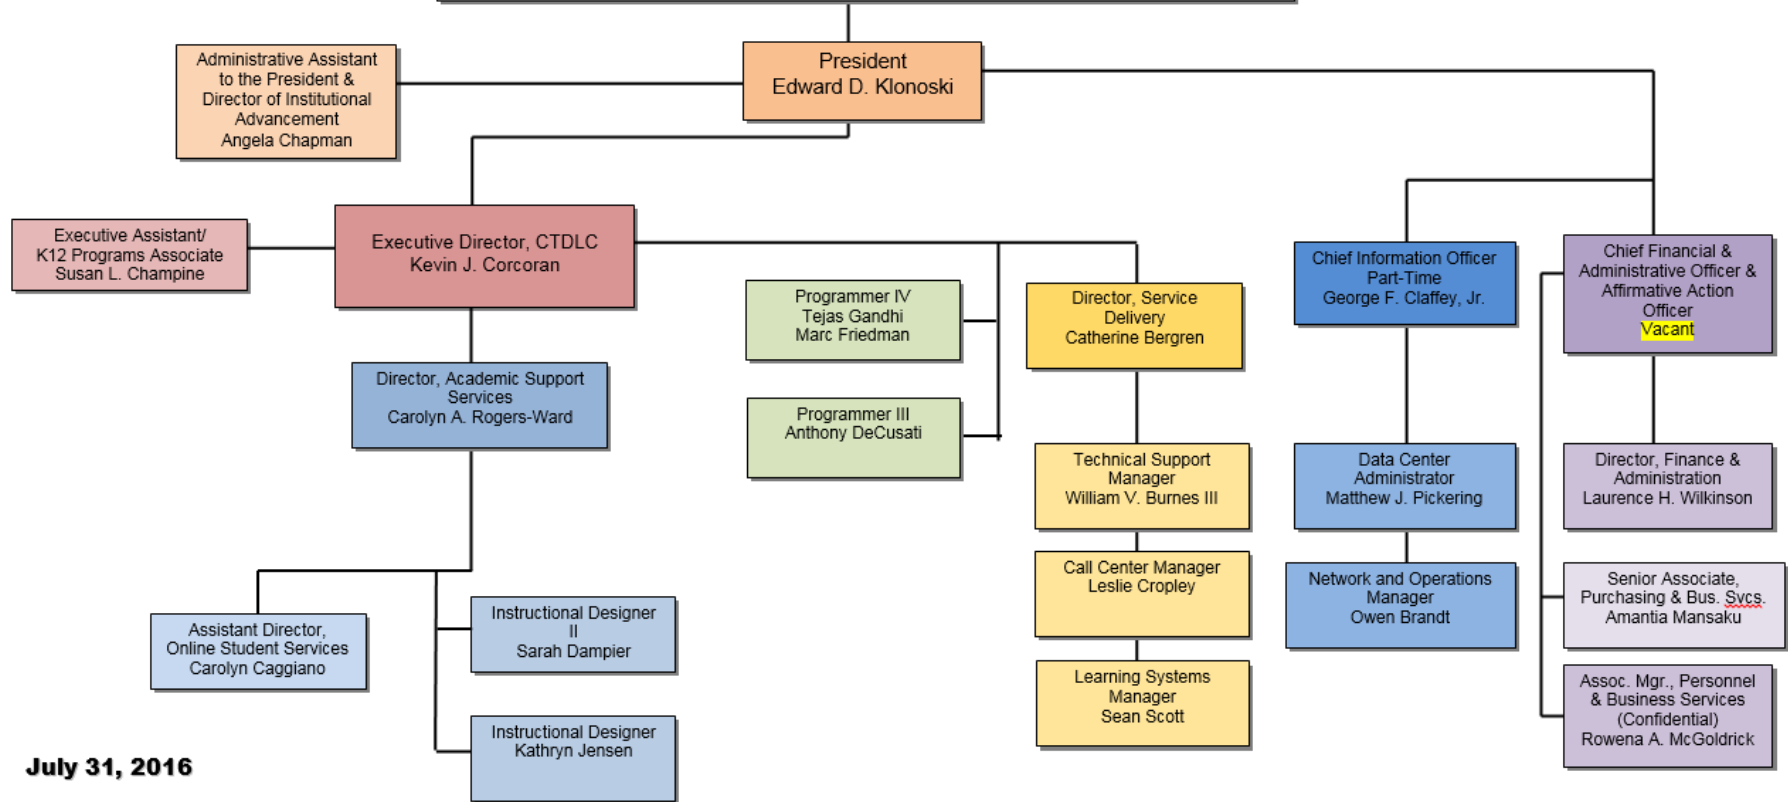 Administrative Assistant
to the President &
Director of Institutional
Advancement
Angela Chapman
President
Edward D. Klonoski
Executive Assistant/
K12 Programs Associate
Susan L. Champine
Executive Director, CTDLC
Kevin J. Corcoran
Programmer IV
Tejas Gandhi
Marc Friedman
Programmer III
Anthony DeCusati
Director, Service
Delivery
Catherine Bergren
Chief Information Officer
Part-Time
George F. Claffey, Jr.
Chief Financial &
Administrative Officer &
Affirmative Action
Officer
Vacant
Director, Academic Support
Services
Carolyn A. Rogers-Ward
Technical Support
Manager
William V. Burnes III
Data Center
Administrator
Matthew J. Pickering
Director, Finance &
Administration
Laurence H. Wilkinson
Call Center Manager
Leslie Cropley
Network and Operations
Manager
Owen Brandt
Senior Associate,
Purchasing & Bus. Svcs.
Amantia Mansaku
Assistant Director,
Online Student Services
Carolyn Caggiano
Instructional Designer
II
Sarah Dampier
Learning Systems
Manager
Sean Scott
Assoc. Mgr., Personnel
& Business Services
(Confidential)
Rowena A. McGoldrick
Instructional Designer
Kathryn Jensen
July 31, 2016